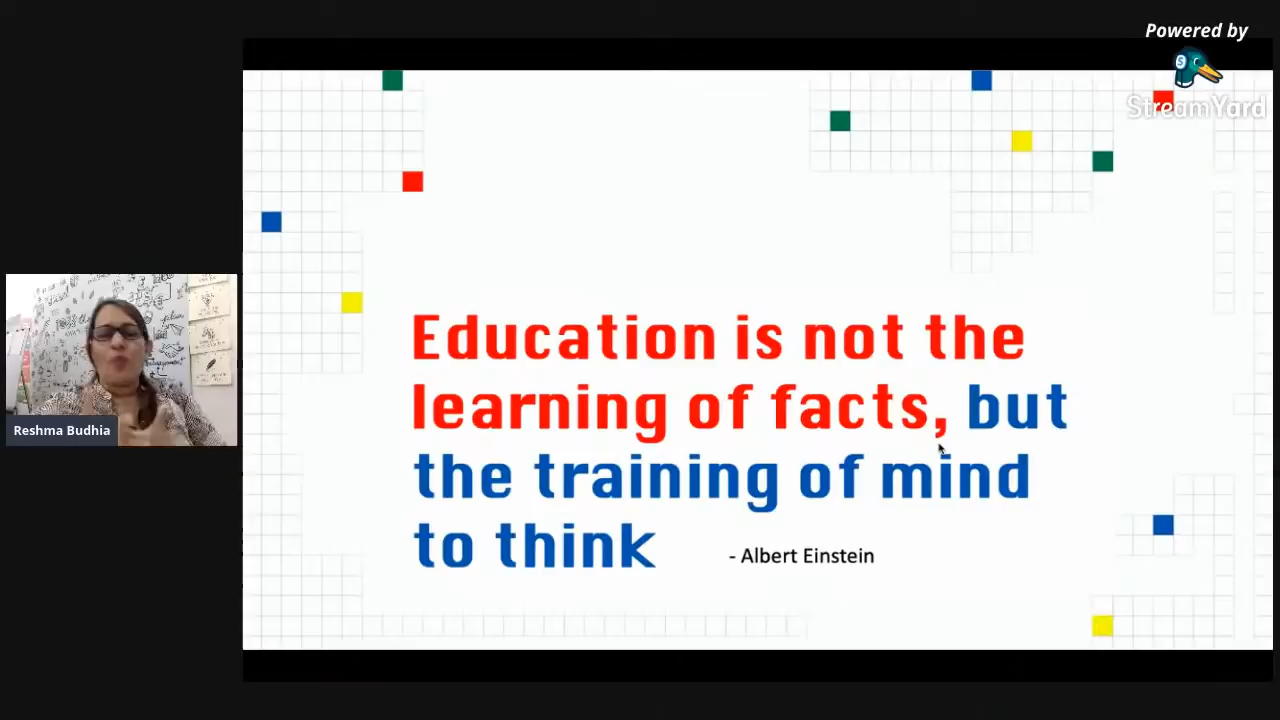 Powered by
StreamYard
Education is not the
learning of facts, but
the training of mind
to think
- Albert Einstein
Reshma Budhia